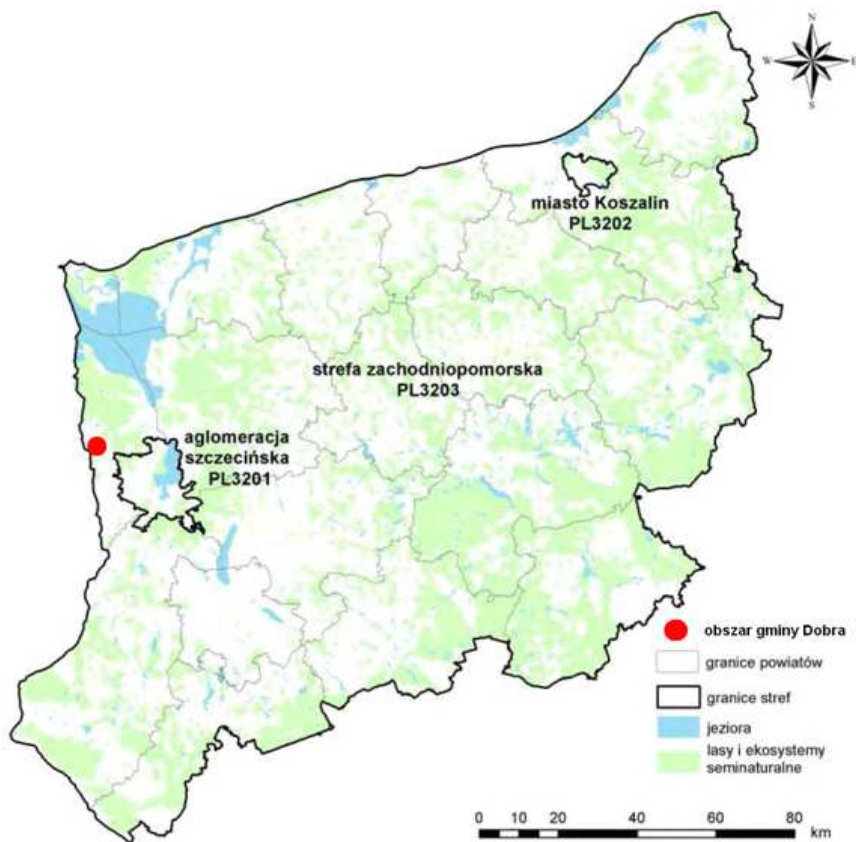 N
W E
S
miasto Koszalin
PL3202
strefa zachodniopomorska
PL3203
aglomeracja
szczecińska
PL3201
obszar gminy Dobra
granice powiatów
granice stref
jeziora
lasy i ekosystemy
seminaturalne
0 10 20 40 60 80
km